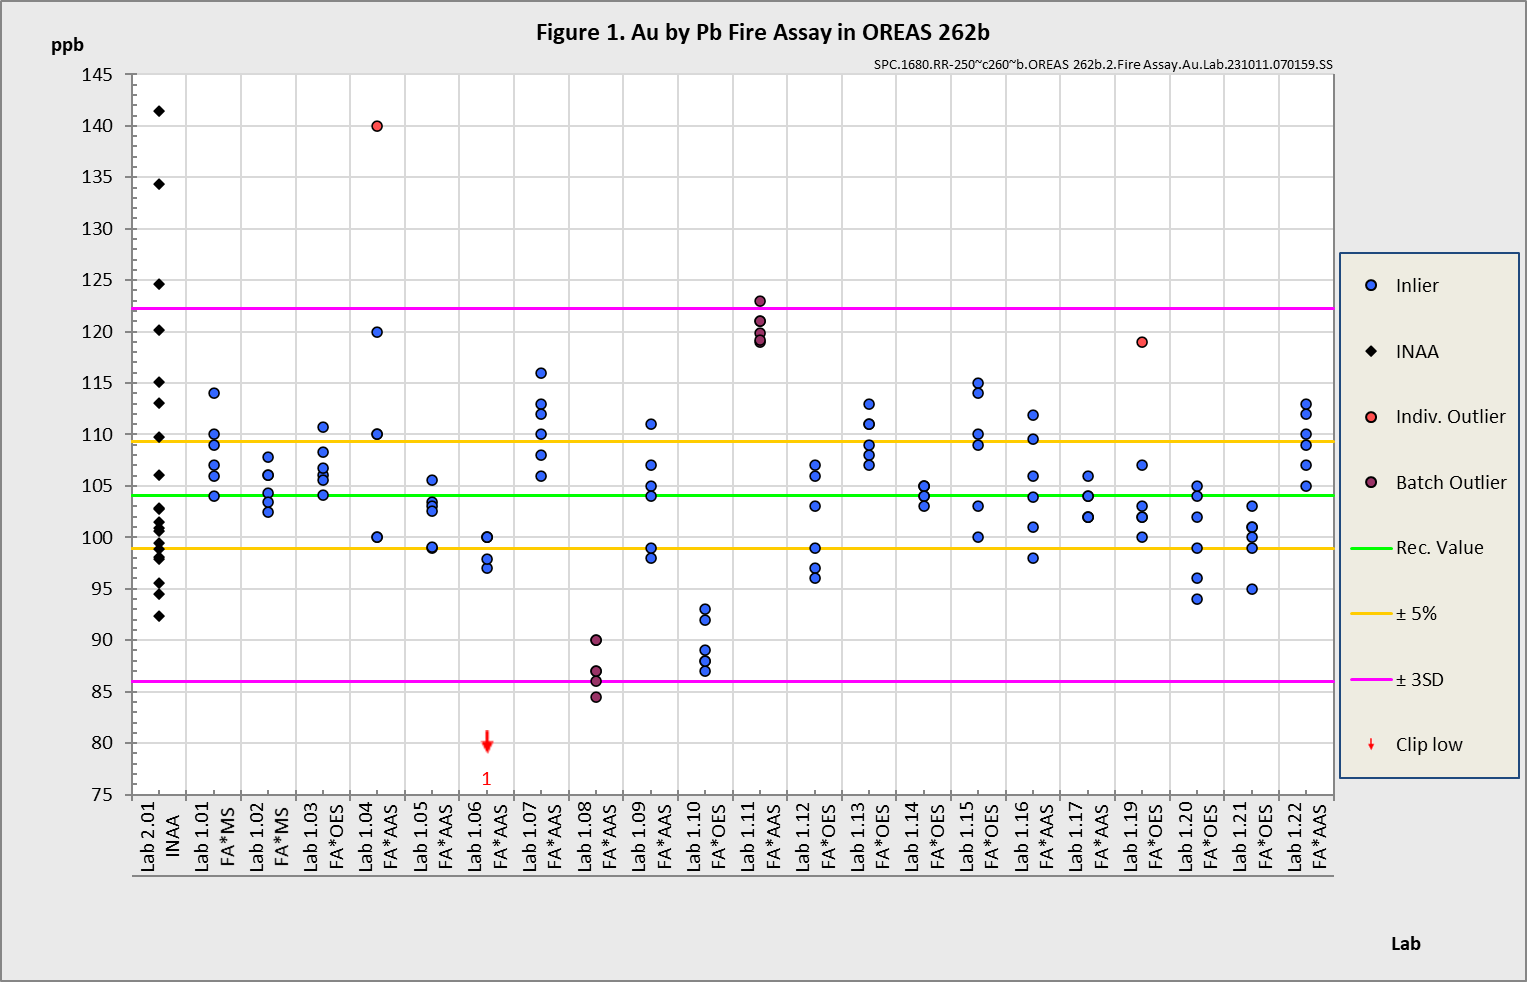 Figure 1. Au by Pb Fire Assay in OREAS 262b
ppb
SPC.1680.RR-250~c260~b.OREAS 262b.2.Fire Assay.Au.Lab.231011.070159.SS
145
140
135
130
125
120
115
110
105
100
95
90
85
80
75
1
Inlier
INAA
Indiv. Outlier
Batch Outlier
Rec. Value
± 5%
± 3SD
Clip low
Lab 2.01
INAA
Lab 1.01
FA*MS
Lab 1.02
FA*MS
Lab 1.03
FA*OES
Lab 1.04
FA*AAS
Lab 1.05
FA*AAS
Lab 1.06
FA*AAS
Lab 1.07
FA*AAS
Lab 1.08
FA*AAS
Lab 1.09
FA*AAS
Lab 1.10
FA*OES
Lab 1.11
FA*AAS
Lab 1.12
FA*OES
Lab 1.13
FA*OES
Lab 1.14
FA*OES
Lab 1.15
FA*OES
Lab 1.16
FA*AAS
Lab 1.17
FA*AAS
Lab 1.19
FA*OES
Lab 1.20
FA*OES
Lab 1.21
FA*OES
Lab 1.22
FA*AAS
Lab